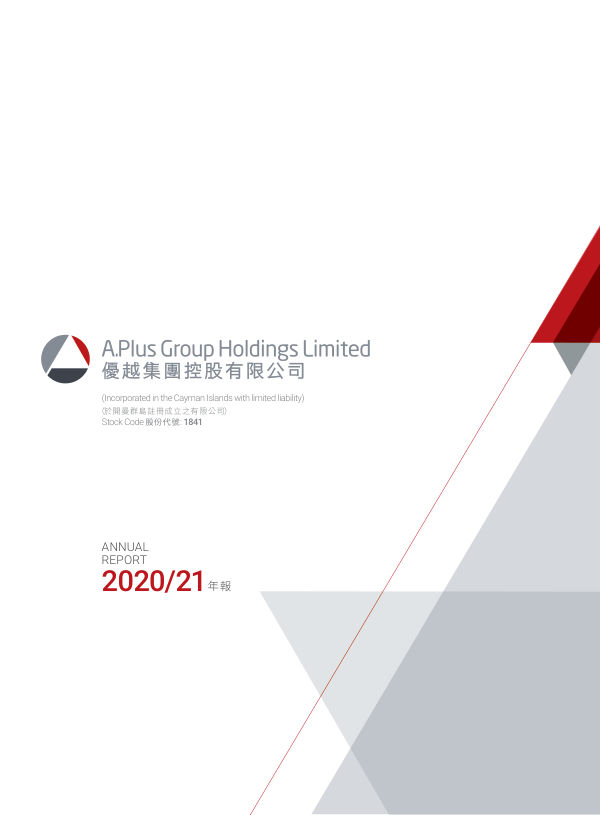 A.Plus Group Holdings Limited
優越集團控股有限公司
(Incorporated in the Cayman Islands with limited liability)
(於開曼群島註冊成立之有限公司)
Stock Code 股份代號: 1841
ANNUAL
REPORT
2020/21 年報